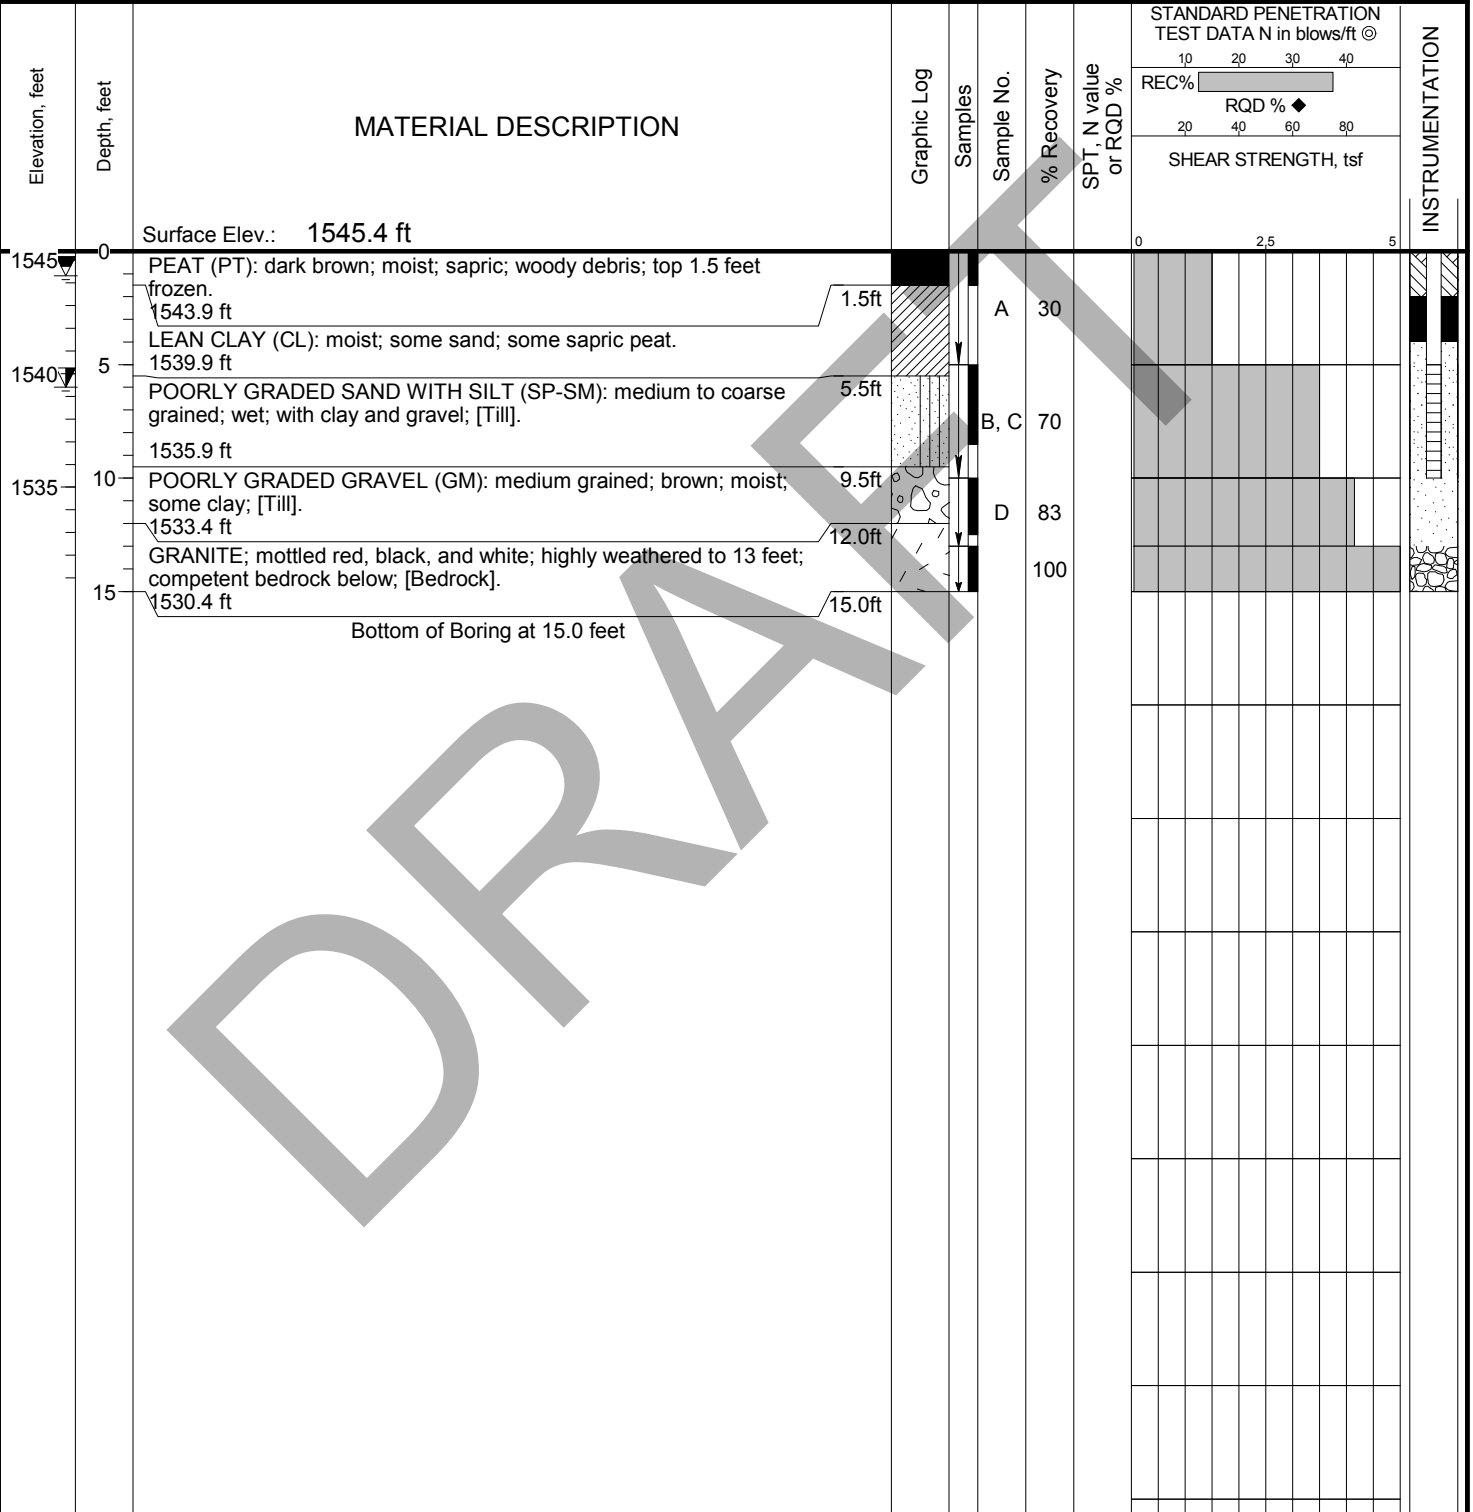 STANDARD PENETRATION
TEST DATA N in blows/ft ◎
10 20 30 40
REC%
RQD % ◆
20 40 60 80
SHEAR STRENGTH, tsf
0 2,5 5
Elevation, feet
Depth, feet
MATERIAL DESCRIPTION
Graphic Log
Samples
Sample No.
% Recovery
SPT, N value
or RQD %
INSTRUMENTATION
Surface Elev.: 1545.4 ft
1545
0
PEAT (PT): dark brown; moist; sapric; woody debris; top 1.5 feet
frozen.
1543.9 ft
1.5ft
A 30
LEAN CLAY (CL): moist; some sand; some sapric peat.
1539.9 ft
5
1540
5.5ft
POORLY GRADED SAND WITH SILT (SP-SM): medium to coarse
grained; wet; with clay and gravel; [Till].
B, C 70
1535.9 ft
10
9.5ft
1535
POORLY GRADED GRAVEL (GM): medium grained; brown; moist;
some clay; [Till].
D 83
1533.4 ft
12.0ft
GRANITE; mottled red, black, and white; highly weathered to 13 feet;
competent bedrock below; [Bedrock].
100
15
1530.4 ft
15.0ft
Bottom of Boring at 15.0 feet
DRAFT